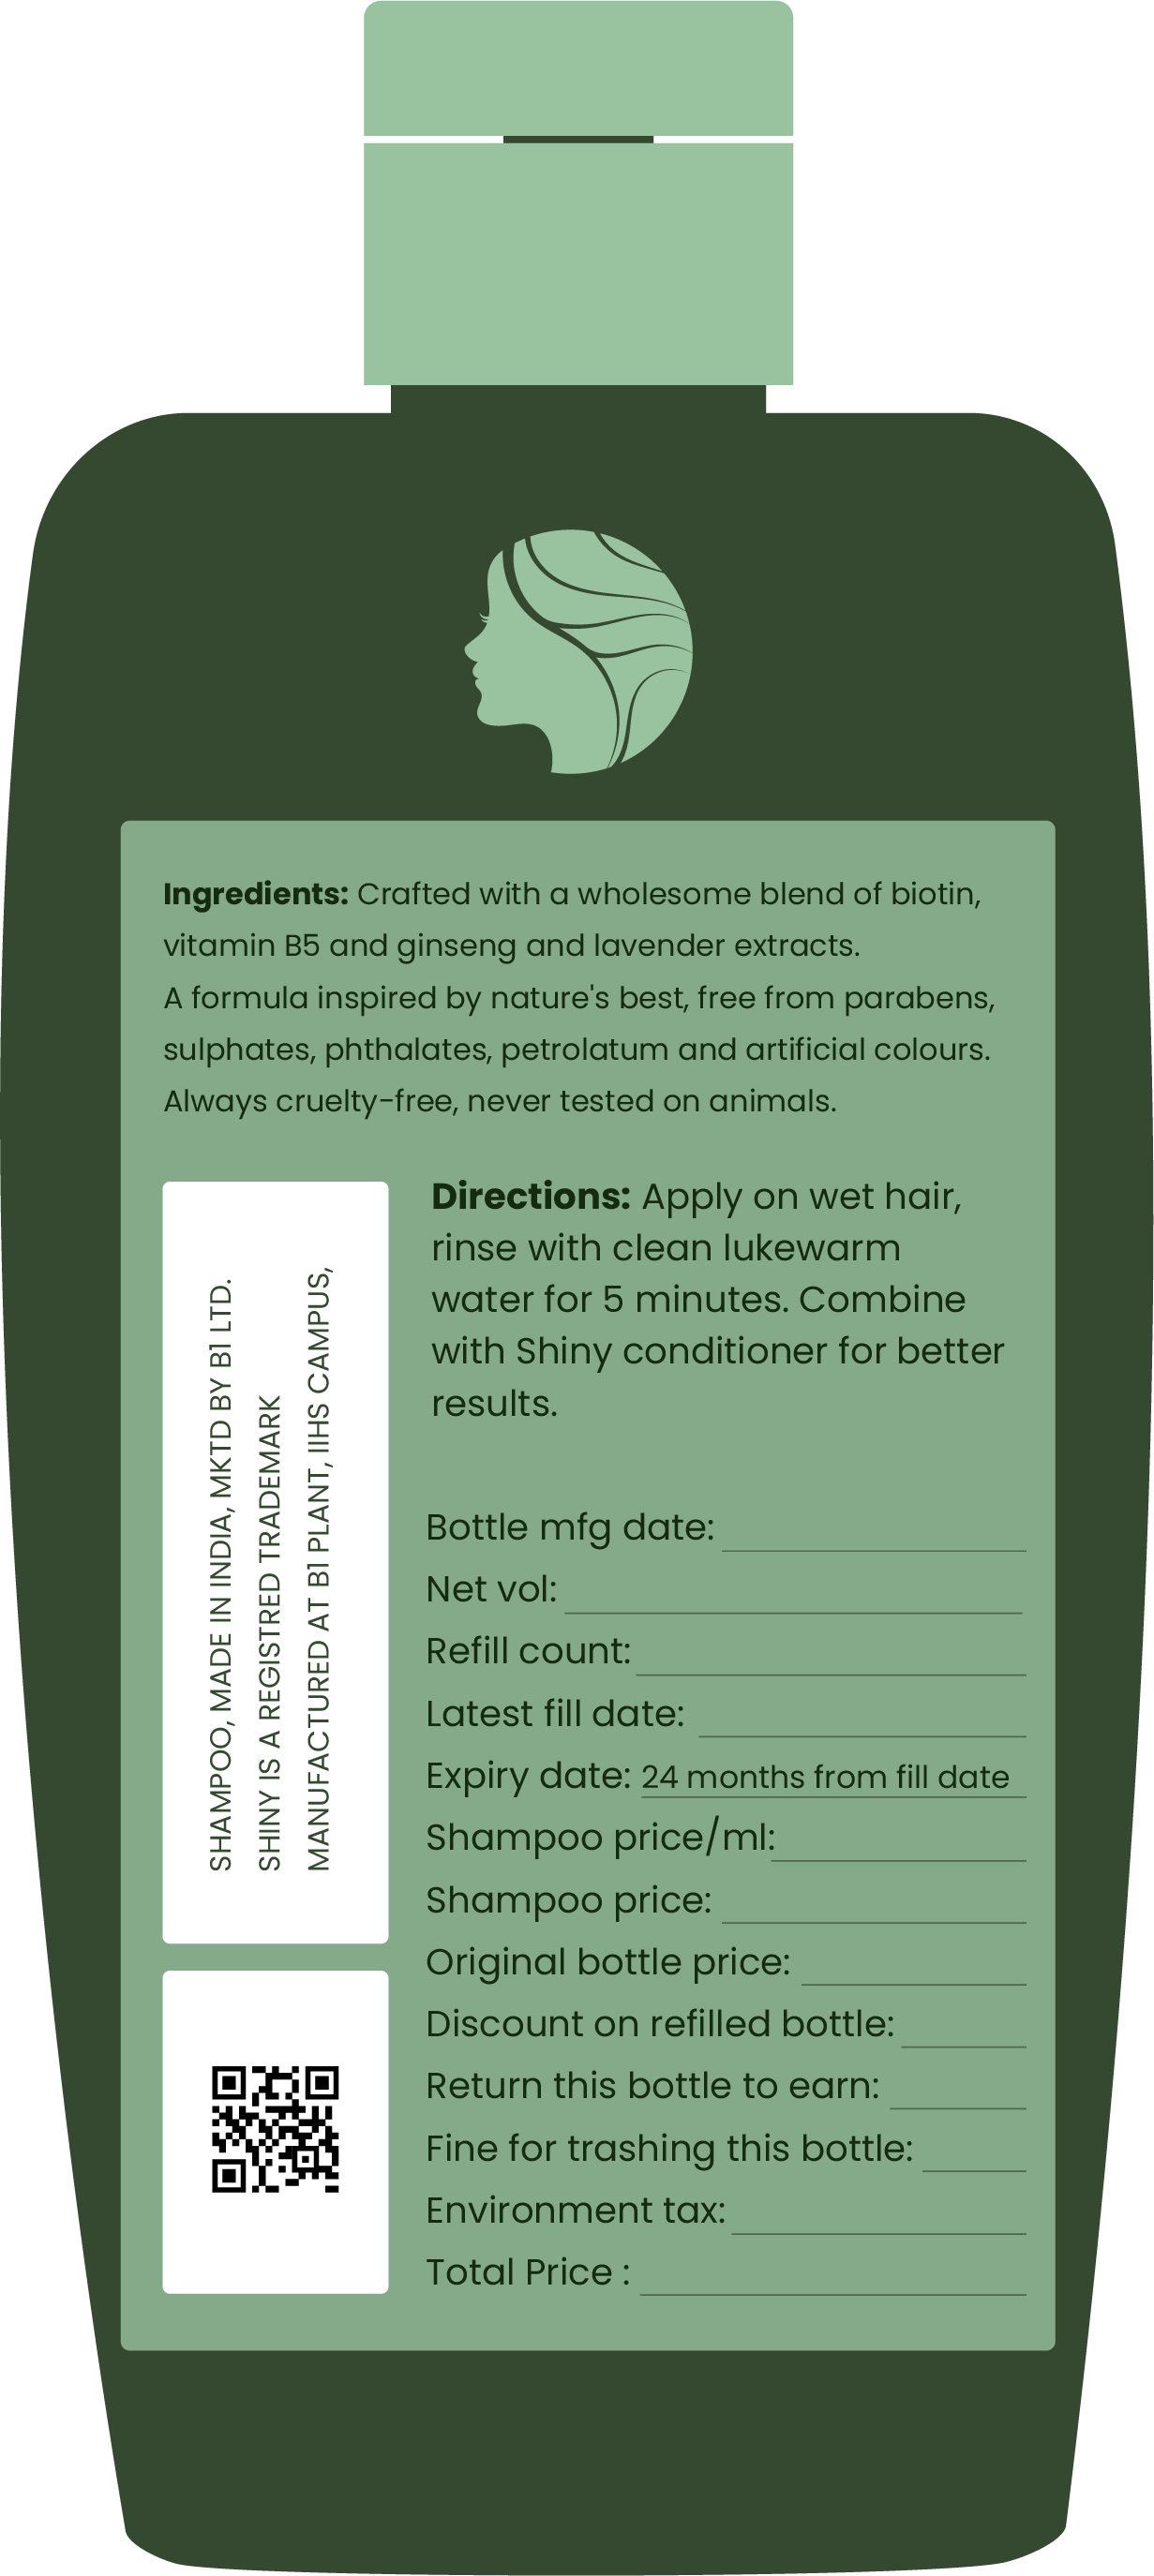 Ingredients: Crafted with a wholesome blend of biotin,
vitamin B5 and ginseng and lavender extracts.
A formula inspired by nature's best, free from parabens,
sulphates, phthalates, petrolatum and artificial colours.
Always cruelty-free, never tested on animals.
SHAMPOO, MADE IN INDIA, MKTD BY B1 LTD.
SHINY IS A REGISTRED TRADEMARK
MANUFACTURED AT B1 PLANT, IIHS CAMPUS,
Directions: Apply on wet hair,
rinse with clean lukewarm
water for 5 minutes. Combine
with Shiny conditioner for better
results.
Bottle mfg date:
Net vol:
Refill count:
Latest fill date:
Expiry date: 24 months from fill date
Shampoo price/ml:
Shampoo price:
Original bottle price:
Discount on refilled bottle:
Return this bottle to earn:
Fine for trashing this bottle:
Environment tax:
Total Price :